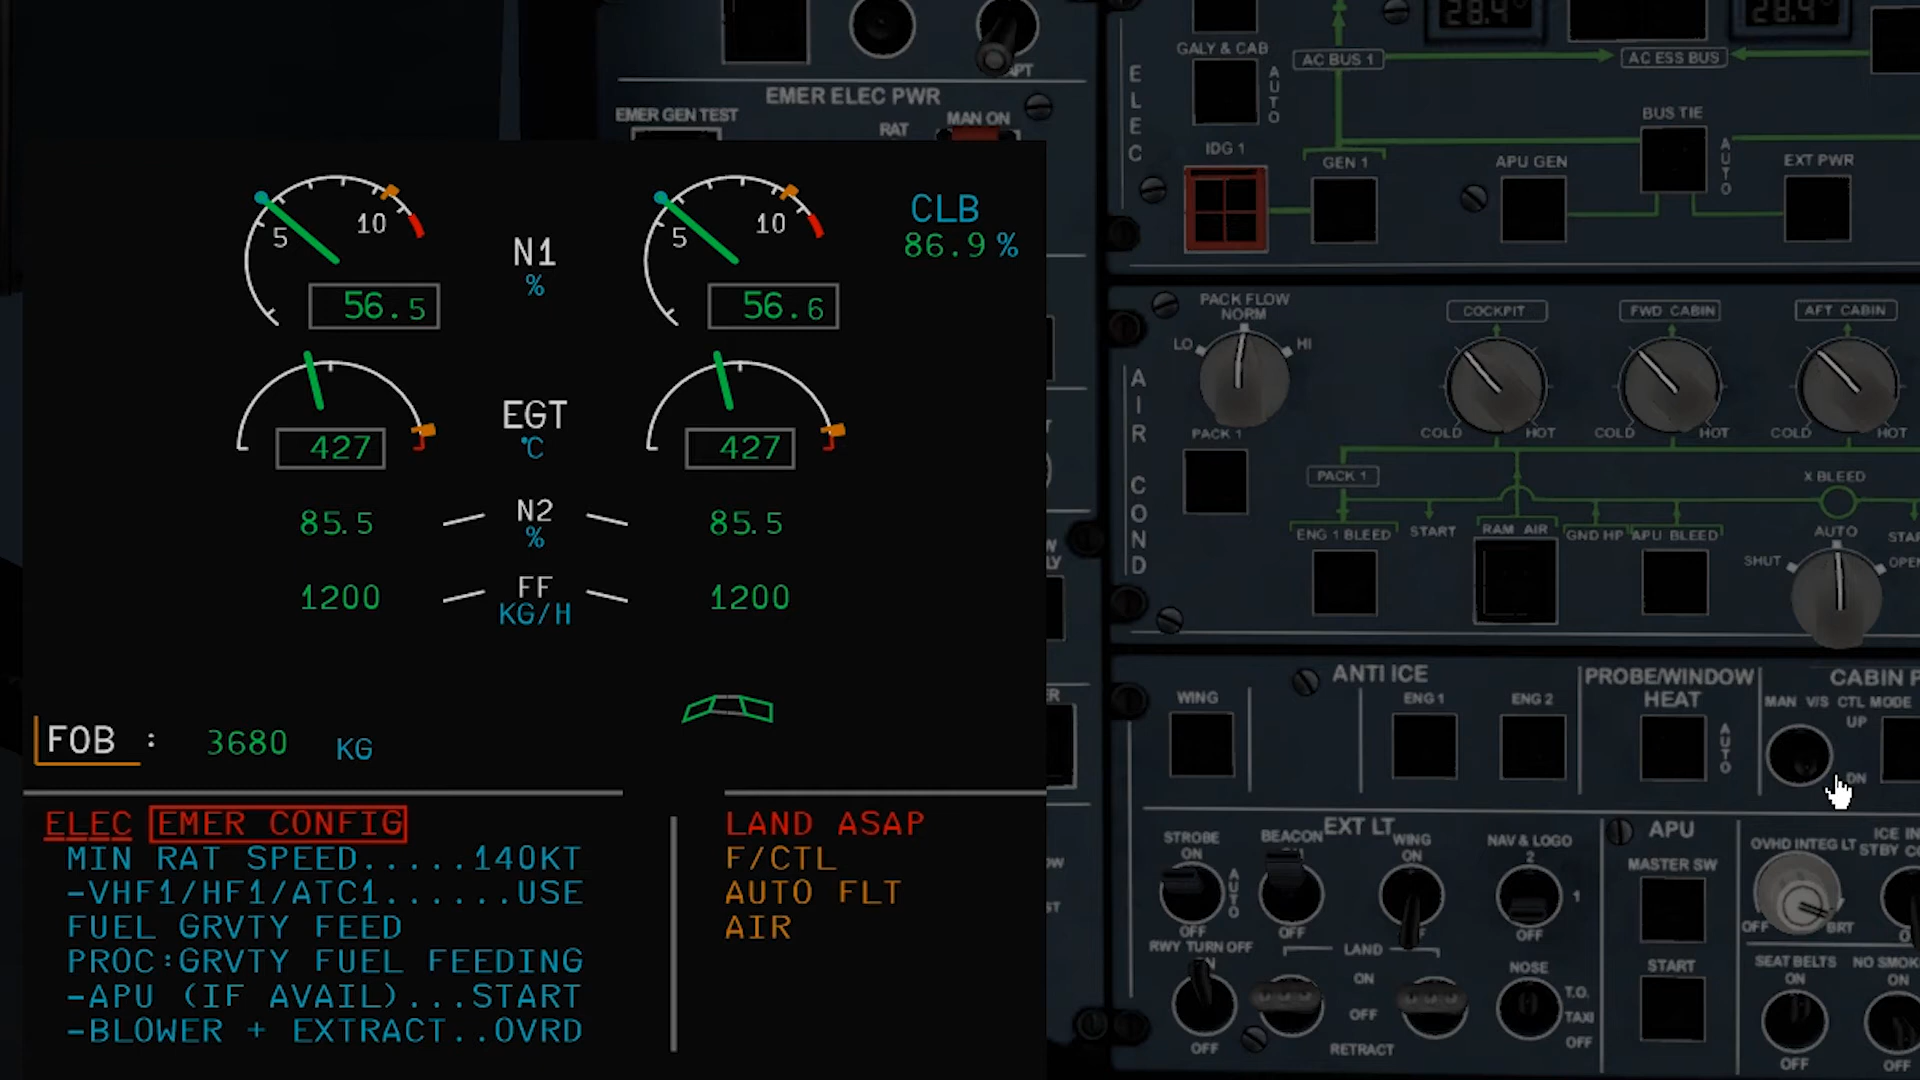 EMER ELEC PWR
EMER GEN TEST
RAT
MAN ON
5
10
56.5
N1
%
5
10
56.6
CLB
86.9 %
427
EGT
°C
427
85.5
N2
%
85.5
1200
FF
KG/H
1200
FOB : 3680 KG
ELEC EMER CONFIG
MIN RAT SPEED.....140KT
-VHF1/HF1/ATC1......USE
FUEL GRVTY FEED
PROC:GRVTY FUEL FEEDING
-APU (IF AVAIL)...START
-BLOWER + EXTRACT..OVRD
LAND ASAP
F/CTL
AUTO FLT
AIR
ELEC
GALY & CAB
AUTO
AC BUS 1
AC ESS BUS
28.4
28.4
IDG 1
GEN 1
APU GEN
BUS TIE
AUTO
EXT PWR
AIR COND
PACK FLOW
NORM
LO
HI
COCKPIT
FWD CABIN
AFT CABIN
COLD
HOT
COLD
HOT
COLD
HOT
PACK 1
PACK 1
X BLEED
ENG 1 BLEED
START
RAM AIR
GND HP
APU BLEED
AUTO
SHUT
OPEN
ANTI ICE
WING
ENG 1
ENG 2
PROBE/WINDOW
HEAT
AUTO
MAN V/S CTL
MODE
UP
DN
EXT LT
STROBE
ON
AUTO
OFF
BEACON
OFF
WING
ON
NAV & LOGO
2
1
OFF
RWY TURN OFF
OFF
LAND
ON
OFF
RETRACT
NOSE
T.O.
TAXI
OFF
APU
MASTER SW
START
OVHD INTEG LT
OFF
BRT
SEAT BELTS
ON
OFF
ON
OFF